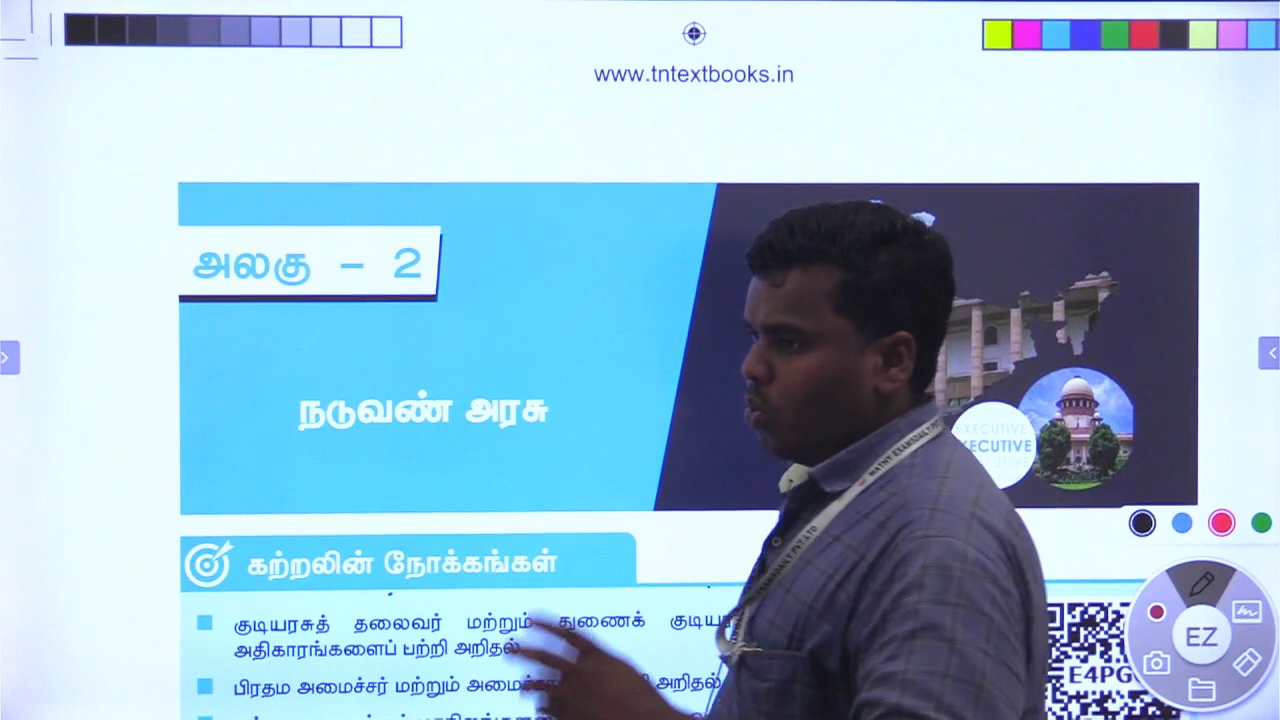 www.tntextbooks.in
அலகு - 2
நடுவண் அரசு
EXECUTIVE
கற்றலின் நோக்கங்கள்
குடியரசுத் தலைவர் மற்றும் துணைக்
அதிகாரங்களைப் பற்றி அறிதல்
பிரதம அமைச்சர் மற்றும் அறிதல்
E4PG
EZ